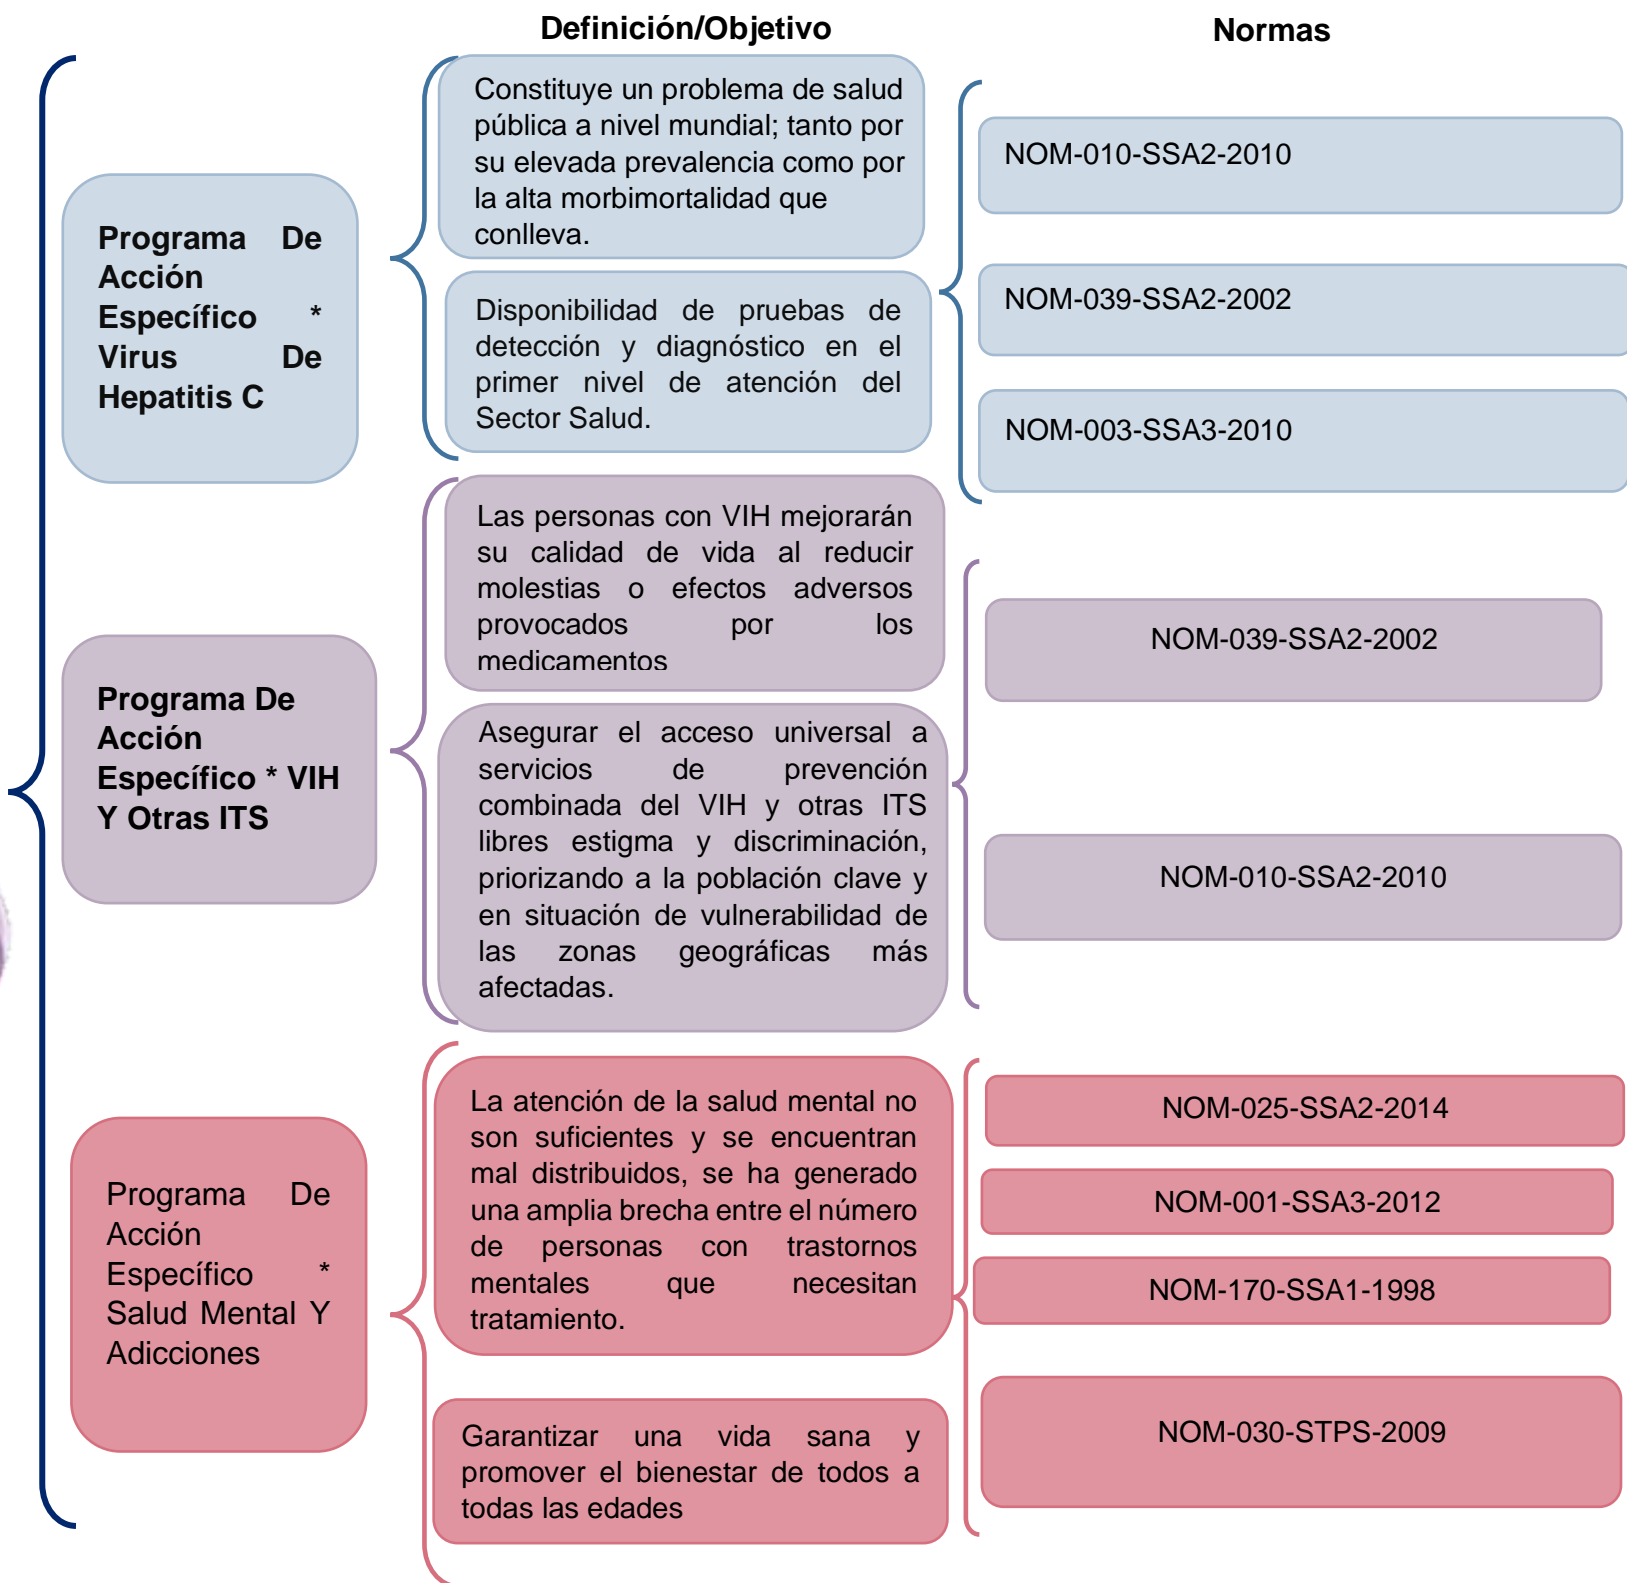 Definición/Objetivo
Normas
Programa De
Acción
Específico *
Virus De
Hepatitis C
Constituye un problema de salud
pública a nivel mundial; tanto por
su elevada prevalencia como por
la alta morbimortalidad que
conlleva.
Disponibilidad de pruebas de
detección y diagnóstico en el
primer nivel de atención del
Sector Salud.
NOM-010-SSA2-2010
NOM-039-SSA2-2002
NOM-003-SSA3-2010
Programa De
Acción
Específico * VIH
Y Otras ITS
Las personas con VIH mejorarán
su calidad de vida al reducir
molestias o efectos adversos
provocados por los
medicamentos
Asegurar el acceso universal a
servicios de prevención
combinada del VIH y otras ITS
libres estigma y discriminación,
priorizando a la población clave y
en situación de vulnerabilidad de
las zonas geográficas más
afectadas.
NOM-039-SSA2-2002
NOM-010-SSA2-2010
Programa De
Acción
Específico *
Salud Mental Y
Adicciones
La atención de la salud mental no
son suficientes y se encuentran
mal distribuidos, se ha generado
una amplia brecha entre el número
de personas con trastornos
mentales que necesitan
tratamiento.
Garantizar una vida sana y
promover el bienestar de todos a
todas las edades
NOM-025-SSA2-2014
NOM-001-SSA3-2012
NOM-170-SSA1-1998
NOM-030-STPS-2009